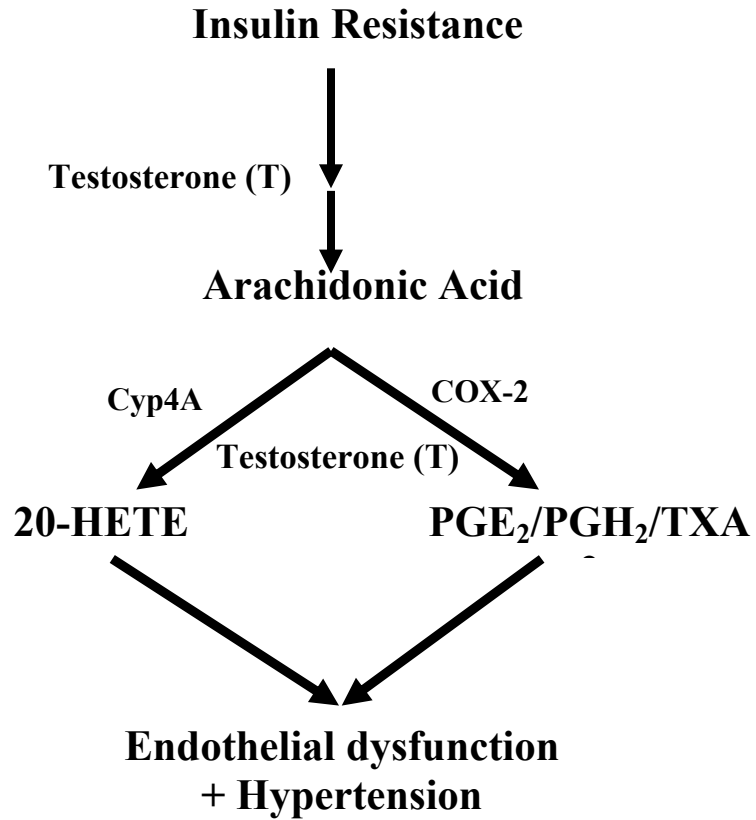 Insulin Resistance
Testosterone (T)
Arachidonic Acid
Cyp4A
COX-2
Testosterone (T)
20-HETE
PGE₂/PGH₂/TXA
Endothelial dysfunction
+ Hypertension